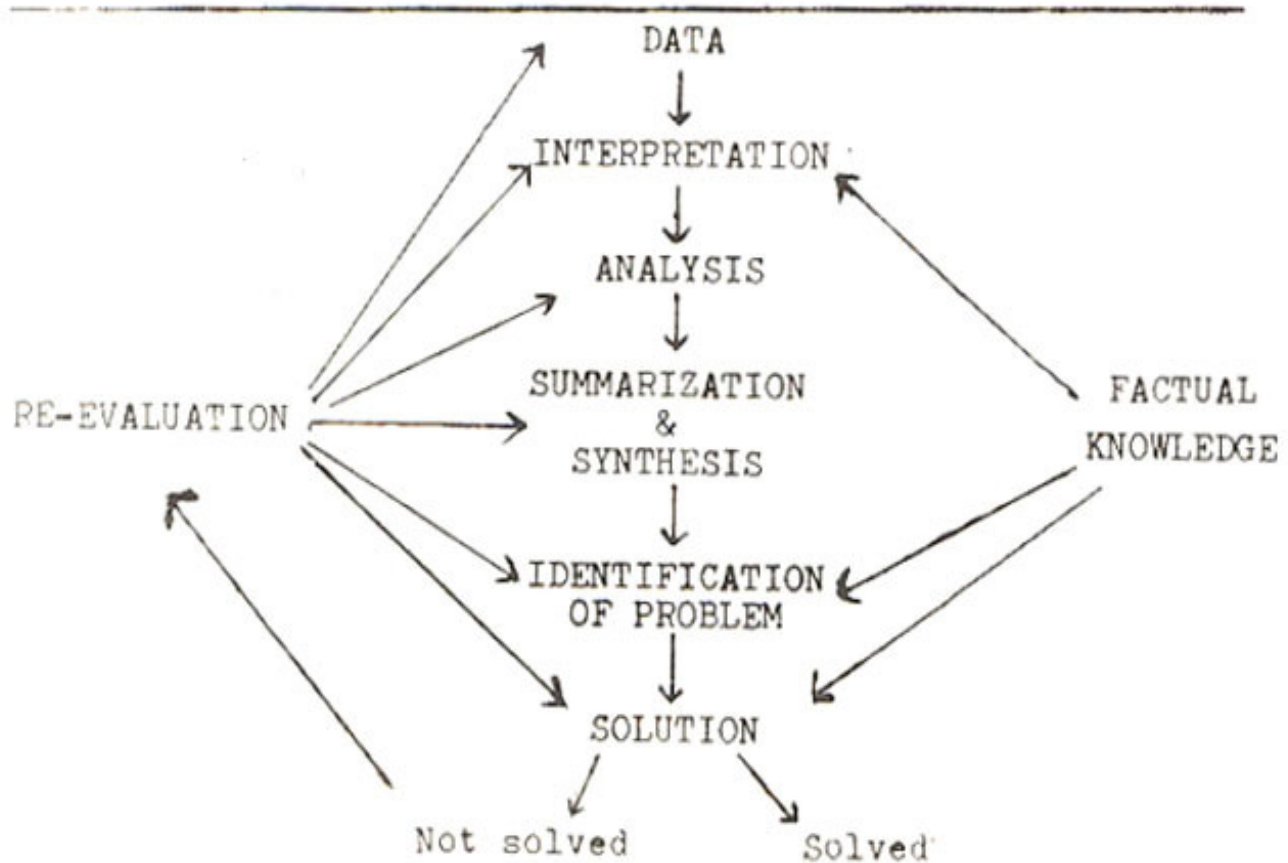 DATA
INTERPRETATION
ANALYSIS
SUMMARIZATION
&
SYNTHESIS
RE-EVALUATION
FACTUAL
KNOWLEDGE
IDENTIFICATION
OF PROBLEM
SOLUTION
Not solved
Solved